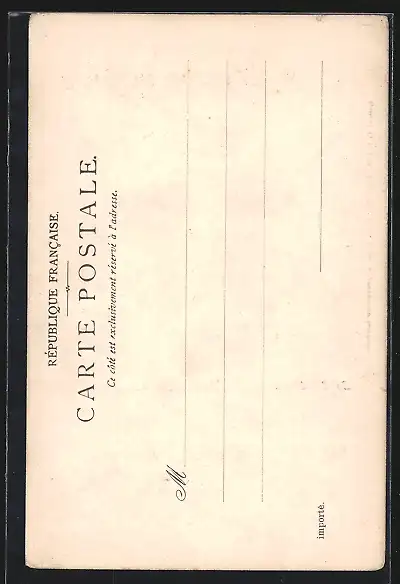 RÉPUBLIQUE FRANÇAISE.
CARTE POSTALE.
Ce côté est exclusivement réservé à l'adresse.
M
importé.